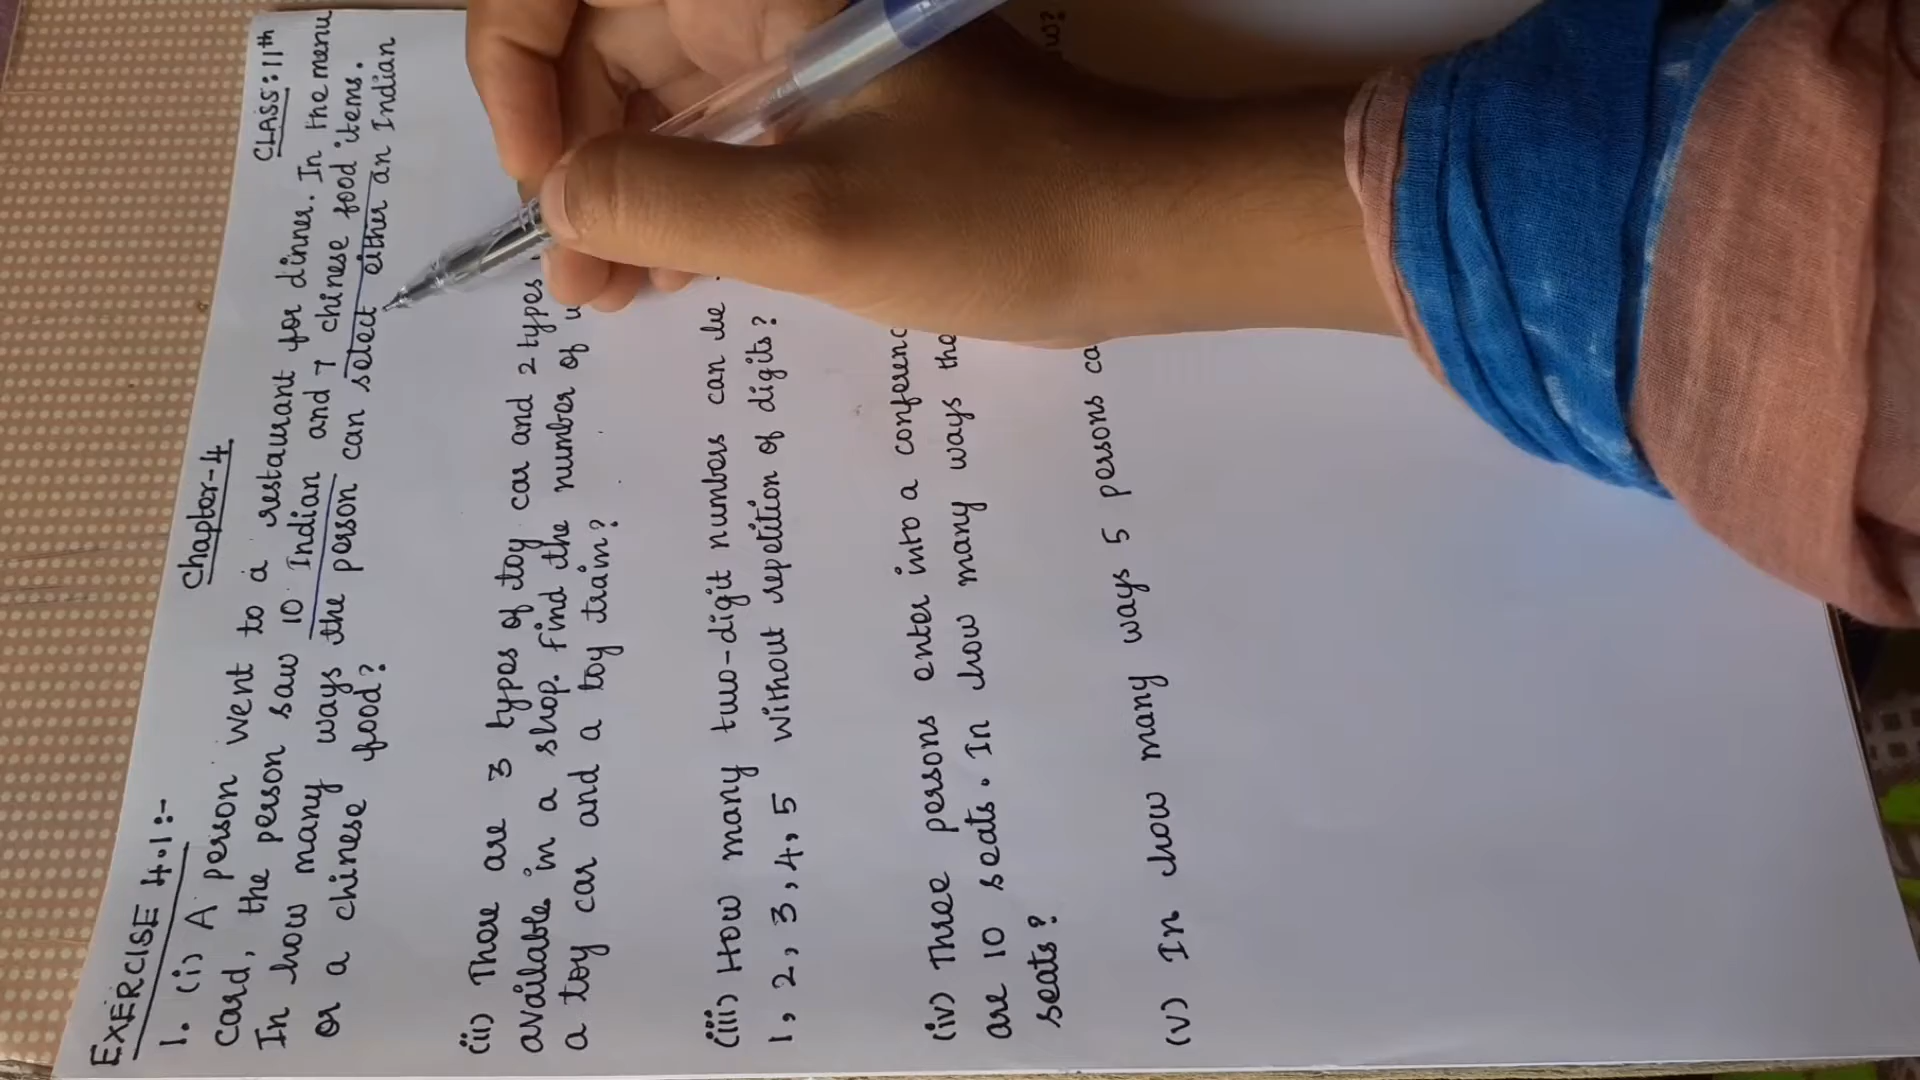 Chapter-4
CLASS:11th
EXERCISE 4.1:-
1. (i) A person went to a restaurant for dinner. In the menu
card, the person saw 10 Indian and 7 chinese food items.
In how many ways the person can select either an Indian
or a chinese food?
(ii) There are 3 types of toy car and 2 types
available in a shop. Find the number of
a toy car and a toy train?
(iii) How many two-digit number can be
1, 2, 3, 4, 5 without repetition of digits?
(iv) Three persons enter into a
are 10 seats. In how many ways the
seats?
(v) In how many ways 5 persons